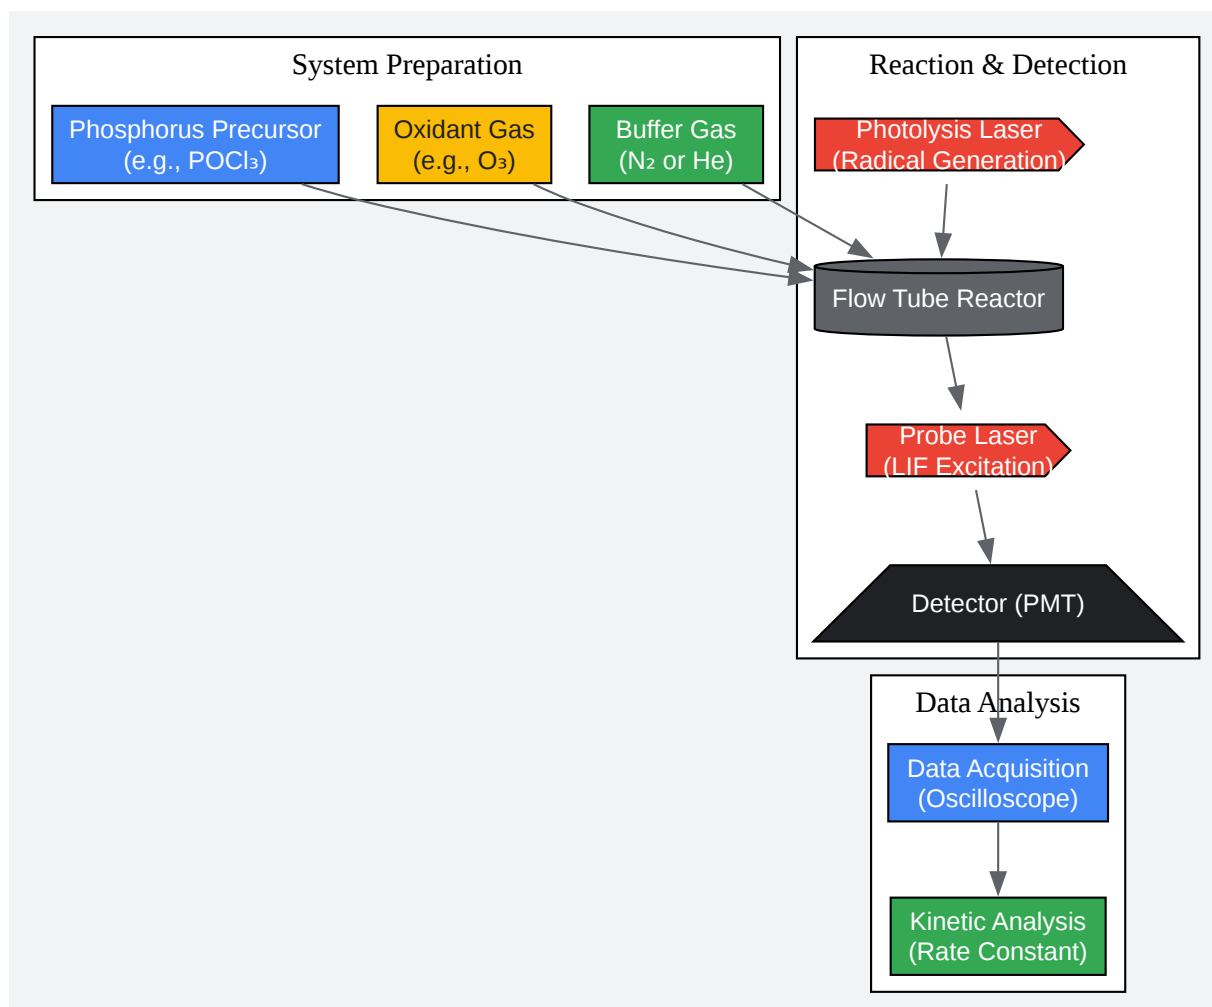 System Preparation
Phosphorus Precursor
(e.g., POCl₃)
Oxidant Gas
(e.g., O₃)
Buffer Gas
(N₂ or He)
Reaction & Detection
Photolysis Laser
(Radical Generation)
Flow Tube Reactor
Probe Laser
(LIF Excitation)
Detector (PMT)
Data Analysis
Data Acquisition
(Oscilloscope)
Kinetic Analysis
(Rate Constant)